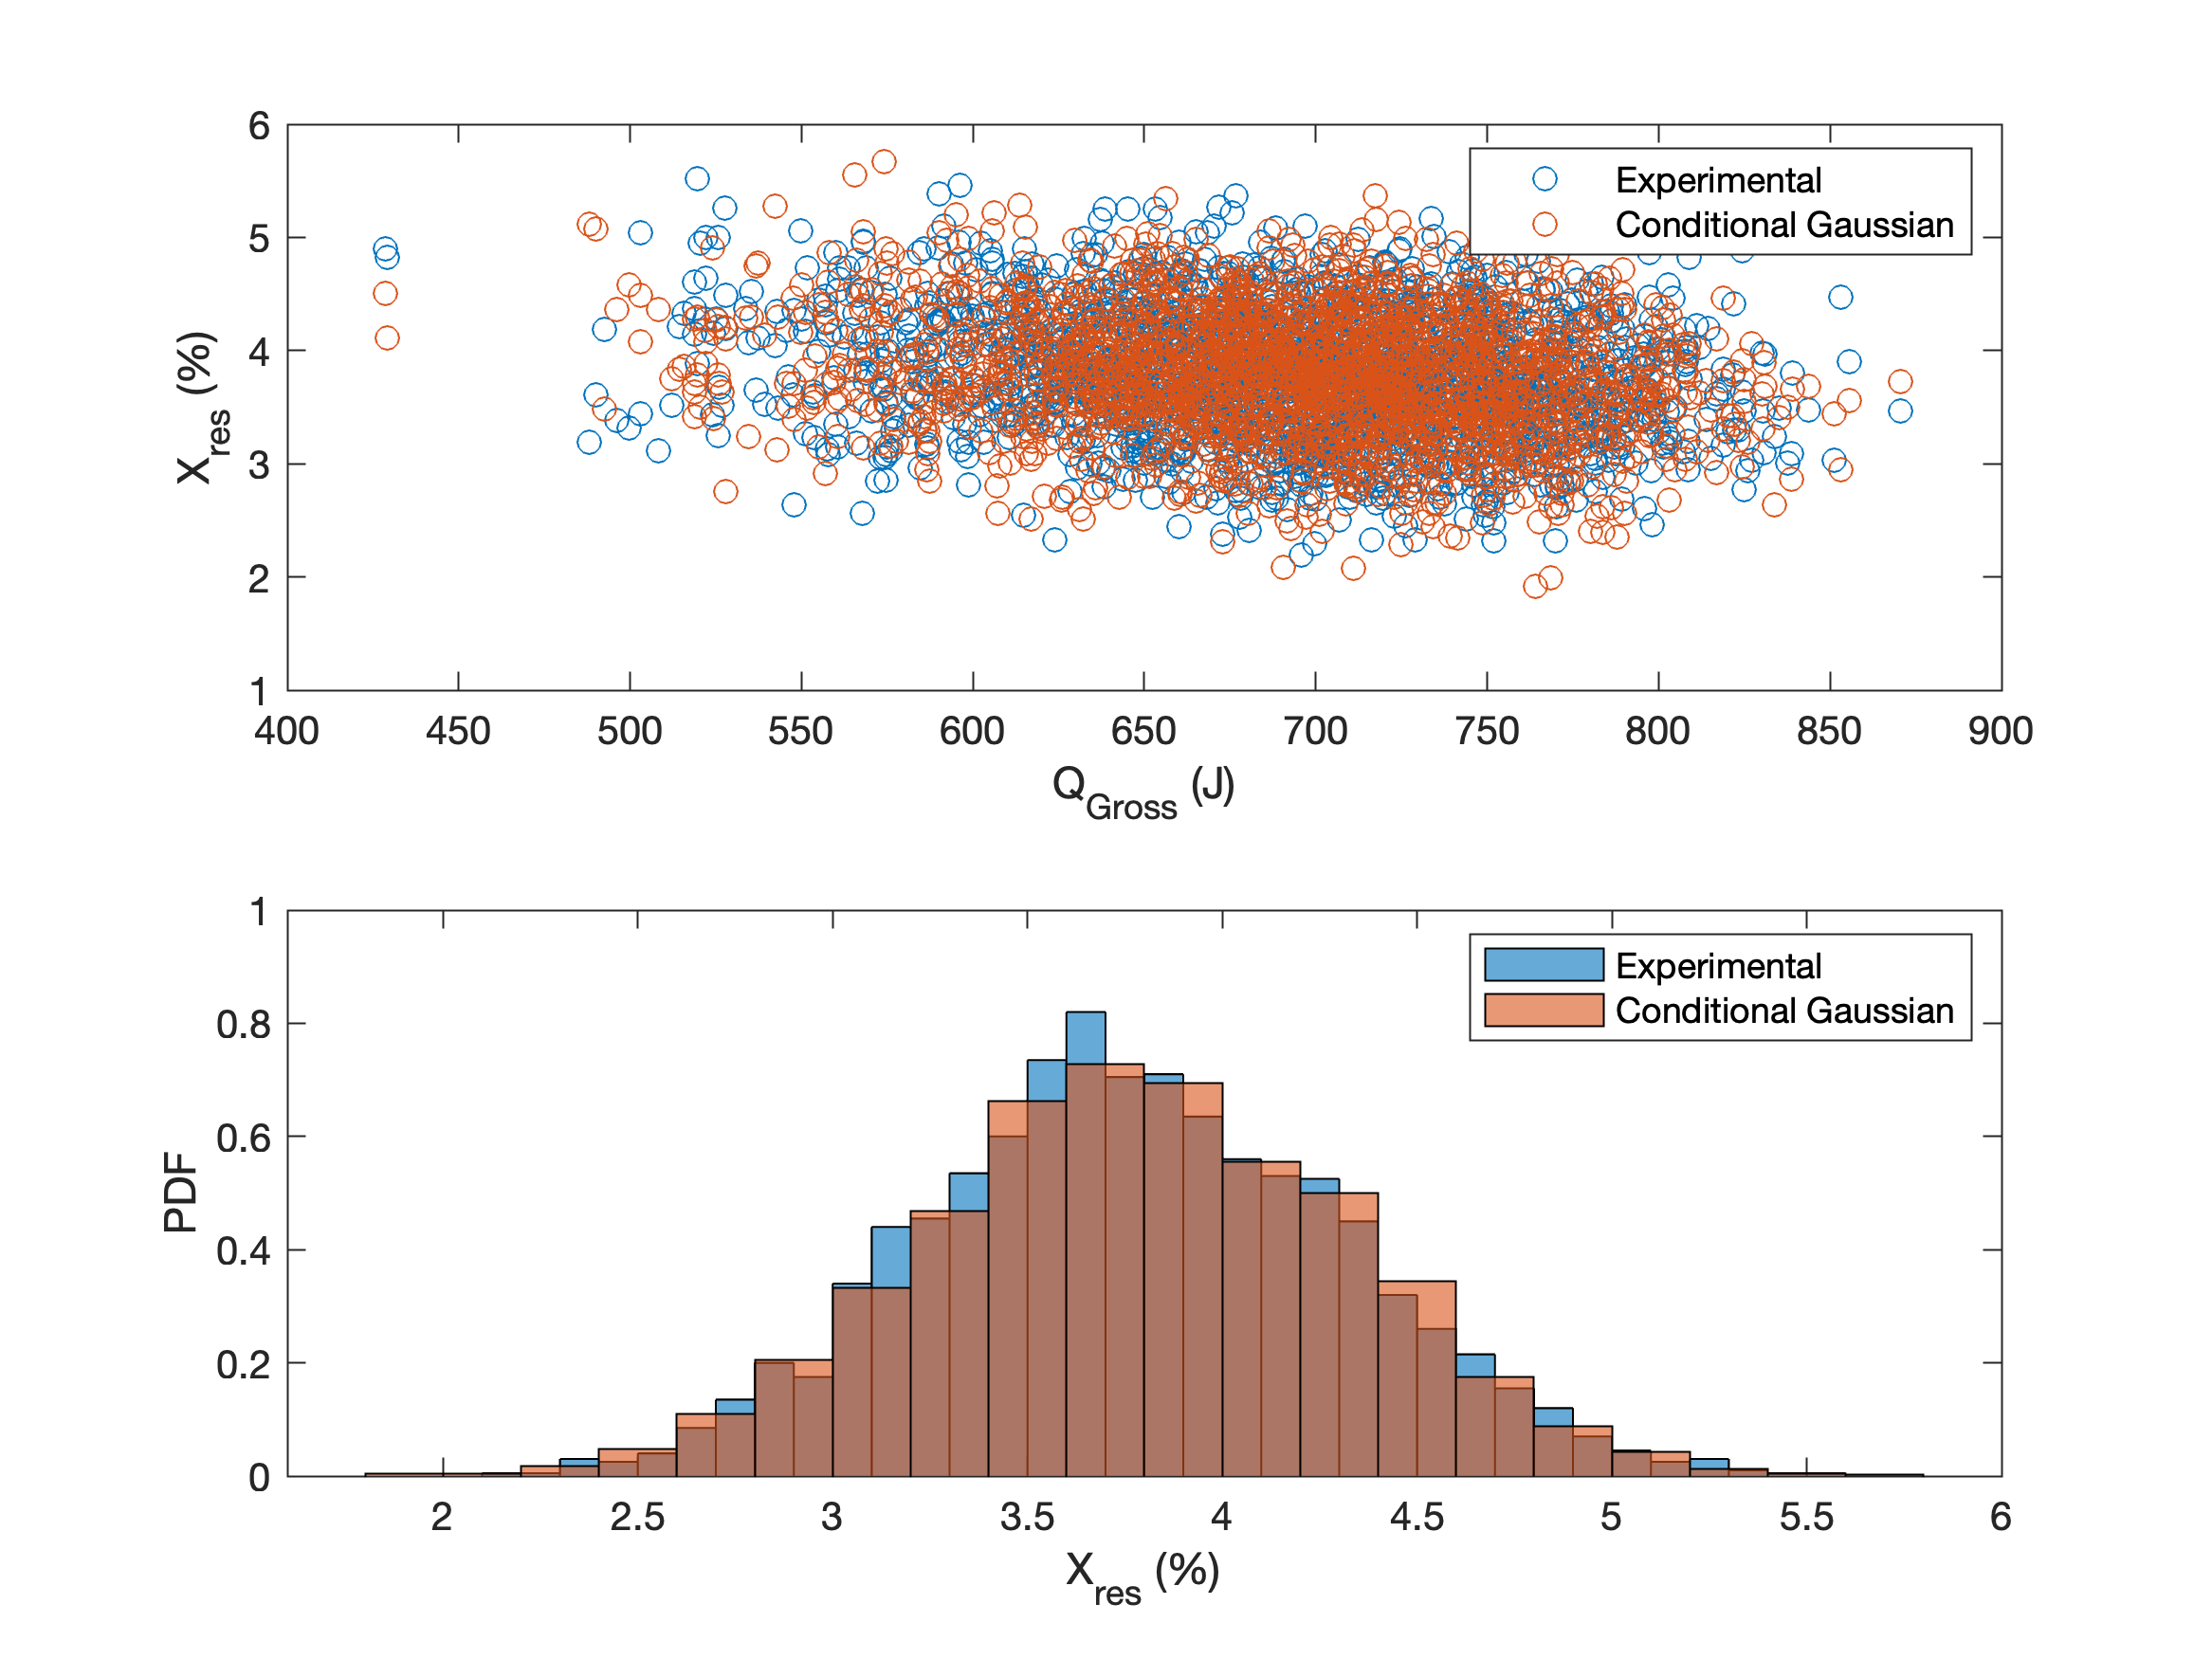 6
5
4
3
2
1
X_res (%)
Experimental
Conditional Gaussian
400 450 500 550 600 650 700 750 800 850 900
Q_Gross (J)
1
0.8
0.6
0.4
0.2
0
PDF
Experimental
Conditional Gaussian
2 2.5 3 3.5 4 4.5 5 5.5 6
X_res (%)